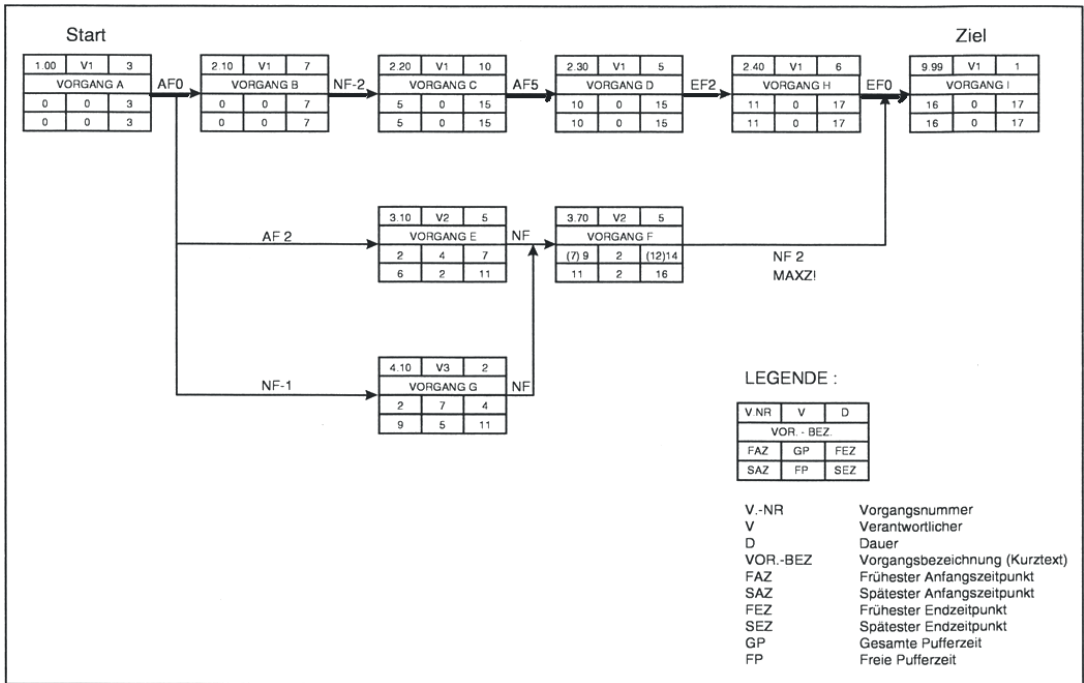 Start
Ziel
1.00 V1 3
VORGANG A
0 0 3
0 0 3
AF0
2.10 V1 7
VORGANG B
0 0 7
0 0 7
NF-2
2.20 V1 10
VORGANG C
5 0 15
5 0 15
AF5
2.30 V1 5
VORGANG D
10 0 15
10 0 15
EF2
2.40 V1 6
VORGANG H
11 0 17
11 0 17
EF0
9.99 V1 1
VORGANG I
16 0 17
16 0 17
AF 2
3.10 V2 5
VORGANG E
2 4 7
6 2 11
NF
3.70 V2 5
VORGANG F
(7) 9 2 (12)14
11 2 16
NF 2
MAXZ!
NF-1
4.10 V3 2
VORGANG G
2 7 4
9 5 11
NF
LEGENDE :
V.NR V D
VOR. - BEZ.
FAZ GP FEZ
SAZ FP SEZ
V.-NR Vorgangsnummer
V Verantwortlicher
D Dauer
VOR.-BEZ Vorgangsbezeichnung (Kurztext)
FAZ Frühester Anfangszeitpunkt
SAZ Spätester Anfangszeitpunkt
FEZ Frühester Endzeitpunkt
SEZ Spätester Endzeitpunkt
GP Gesamte Pufferzeit
FP Freie Pufferzeit